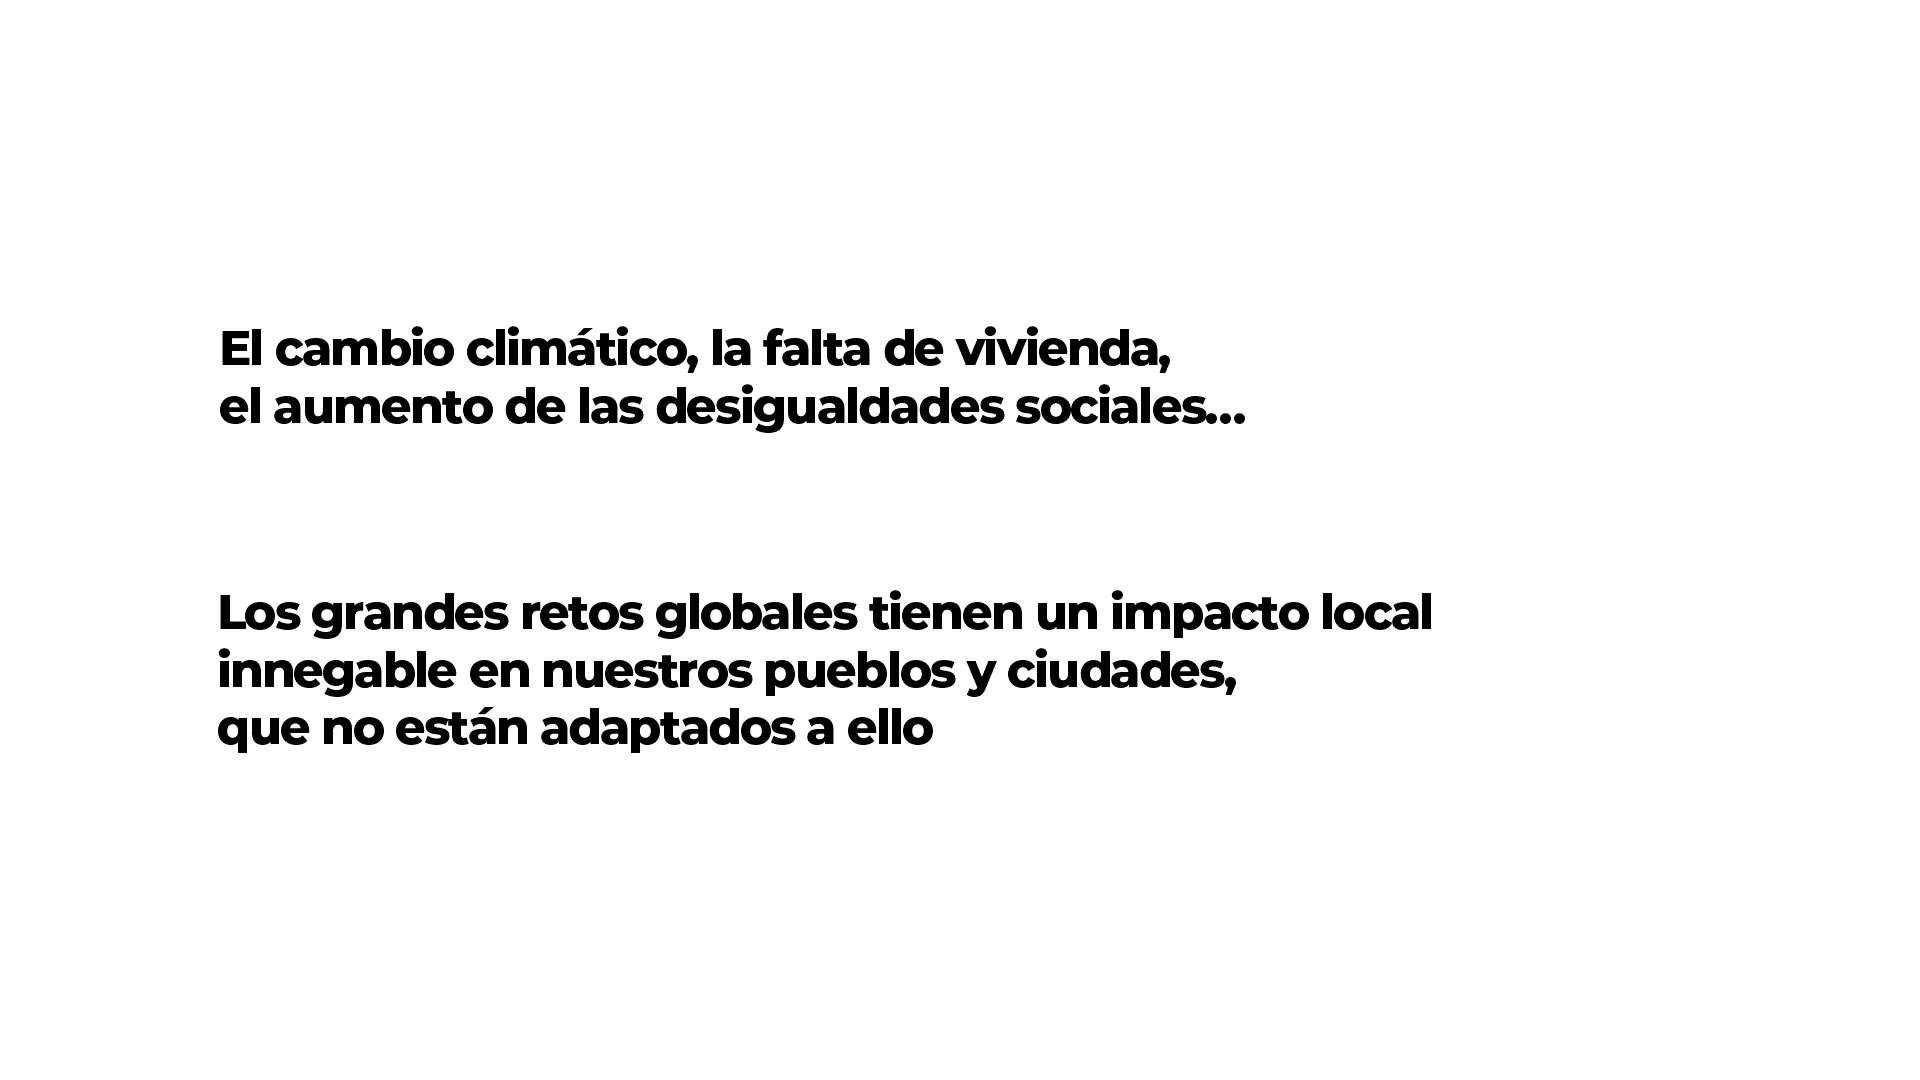 El cambio climático, la falta de vivienda,
el aumento de las desigualdades sociales...
Los grandes retos globales tienen un impacto local
innegable en nuestros pueblos y ciudades,
que no están adaptados a ello